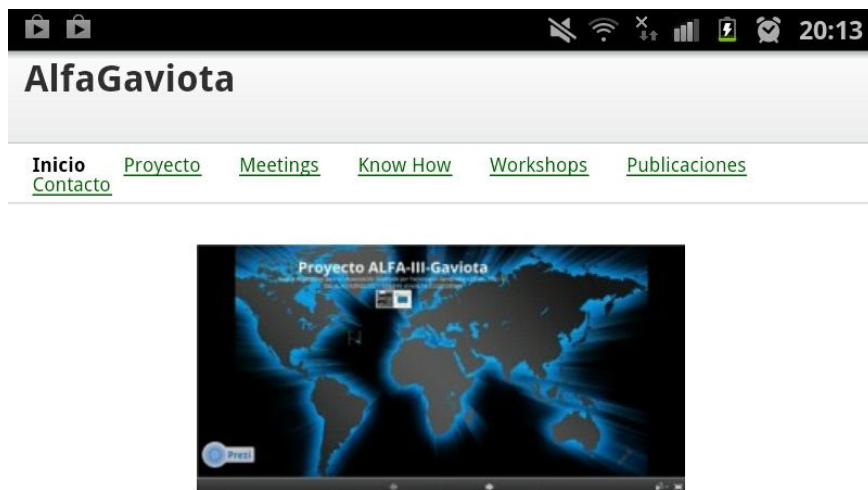 20:13
AlfaGaviota
Inicio Proyecto Meetings Know How Workshops Publicaciones
Contacto
Proyecto ALFA-III-Gaviota
Prezi